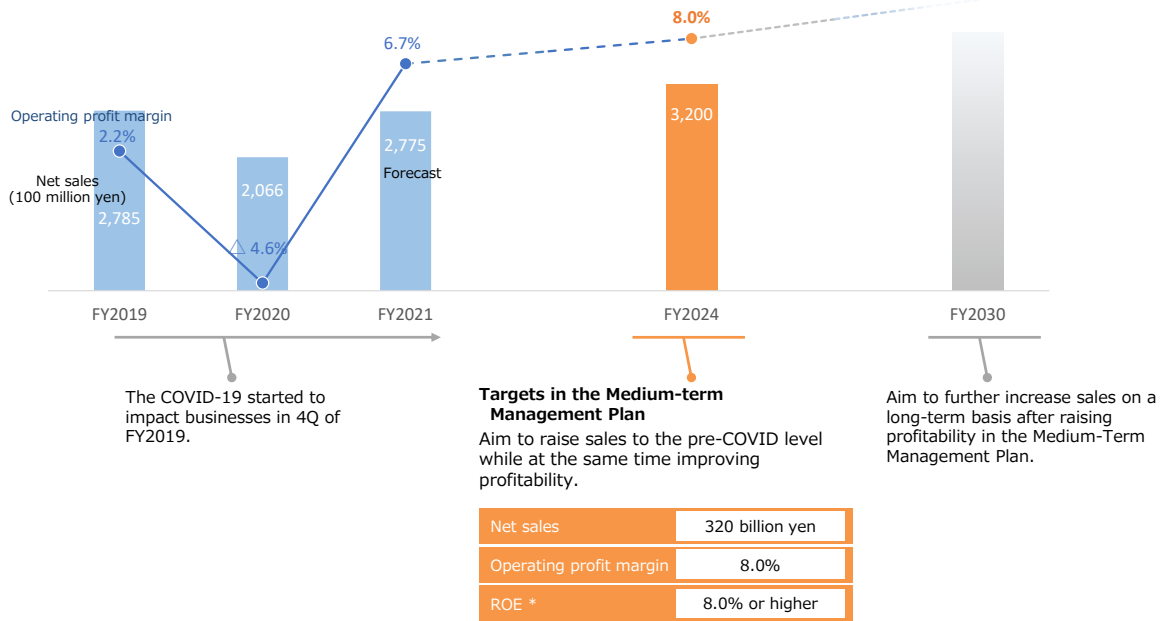 8.0%
6.7%
Operating profit margin
2.2%
Net sales
(100 million yen)
2,785
2,066
△ 4.6%
2,775
Forecast
3,200
FY2019
FY2020
FY2021
FY2024
FY2030
The COVID-19 started to
impact businesses in 4Q of
FY2019.
Targets in the Medium-term
Management Plan
Aim to raise sales to the pre-COVID level
while at the same time improving
profitability.
Net sales 320 billion yen
Operating profit margin 8.0%
ROE * 8.0% or higher
Aim to further increase sales on a
long-term basis after raising
profitability in the Medium-Term
Management Plan.